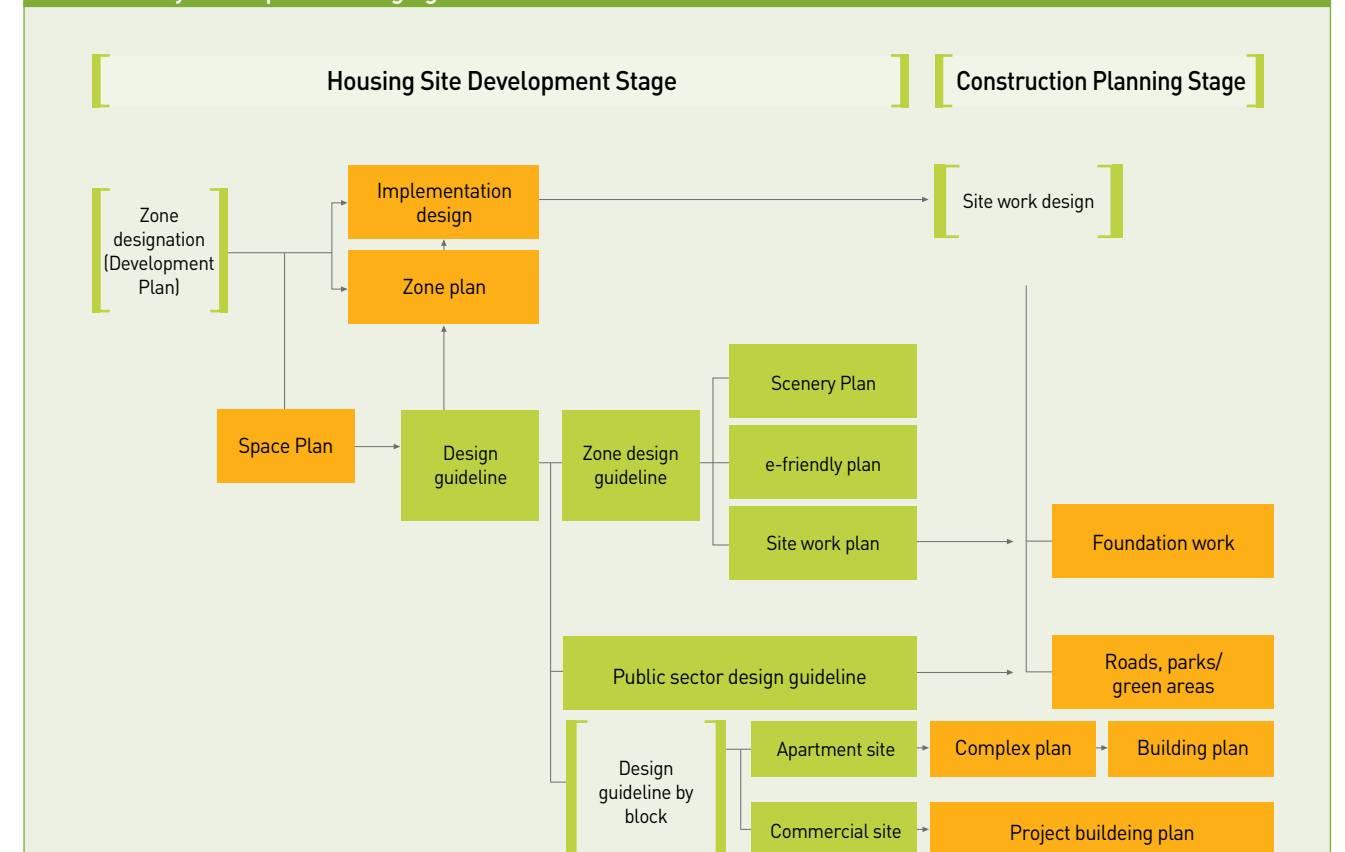 Housing Site Development Stage
Construction Planning Stage
Implementation
design
Site work design
Zone
designation
(Development
Plan)
Zone plan
Scenery Plan
Space Plan
Design
guideline
Zone design
guideline
e-friendly plan
Site work plan
Foundation work
Public sector design guideline
Roads, parks/
green areas
Design
guideline by
block
Apartment site
Complex plan
Building plan
Commercial site
Project buildeing plan